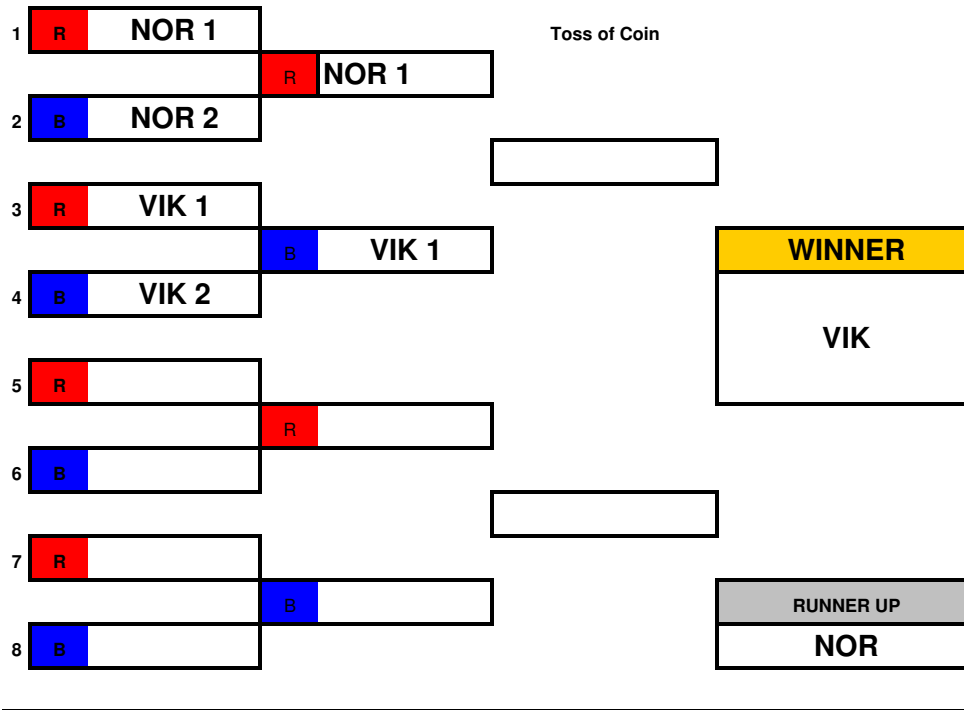 1 R NOR 1 Toss of Coin
R NOR 1
2 B NOR 2
3 R VIK 1
B VIK 1 WINNER
4 B VIK 2
VIK
5 R
R
6 B
7 R
B RUNNER UP
8 B NOR